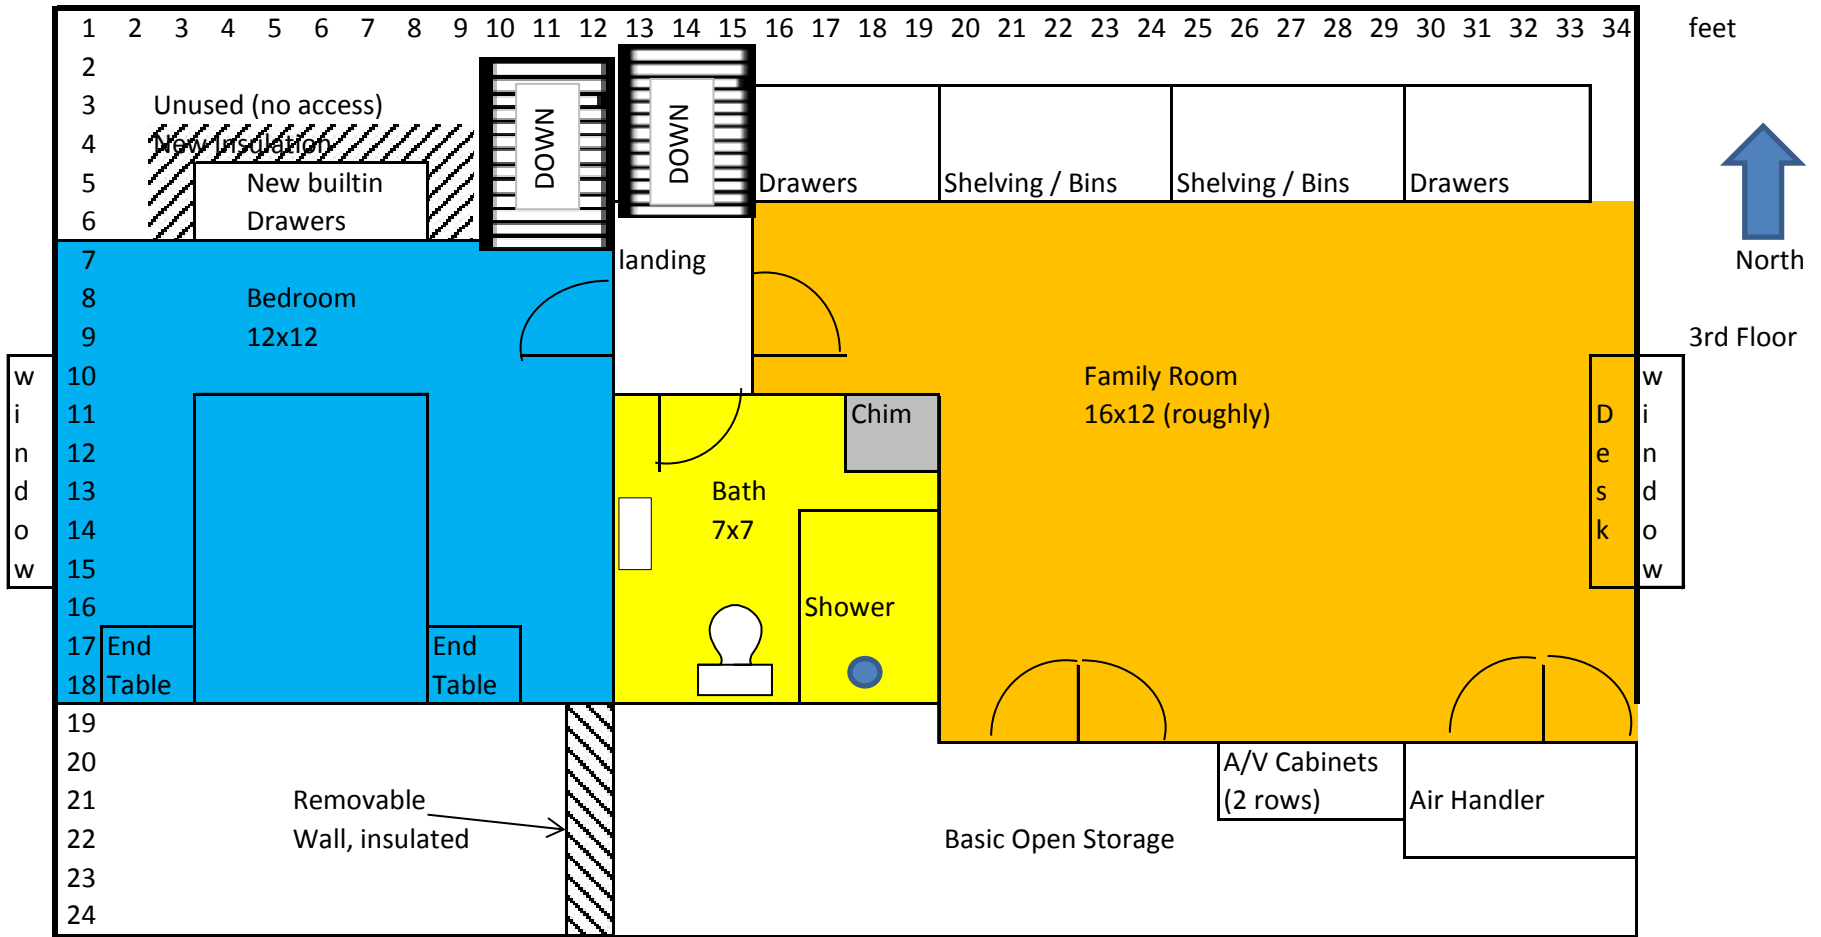 1 2 3 4 5 6 7 8 9 10 11 12 13 14 15 16 17 18 19 20 21 22 23 24 25 26 27 28 29 30 31 32 33 34 feet
2
3 Unused (no access)
4 New Insulation
DOWN
DOWN
5 New builtin Drawers Shelving / Bins Shelving / Bins Drawers
6 Drawers
7 landing North
8 Bedroom
9 12x12 3rd Floor
window
10 Family Room
11 Chim 16x12 (roughly)
Desk
window
12
13 Bath
14 7x7
15
16 Shower
17 End End
18 Table Table
19
20 A/V Cabinets
21 Removable (2 rows) Air Handler
22 Wall, insulated Basic Open Storage
23
24